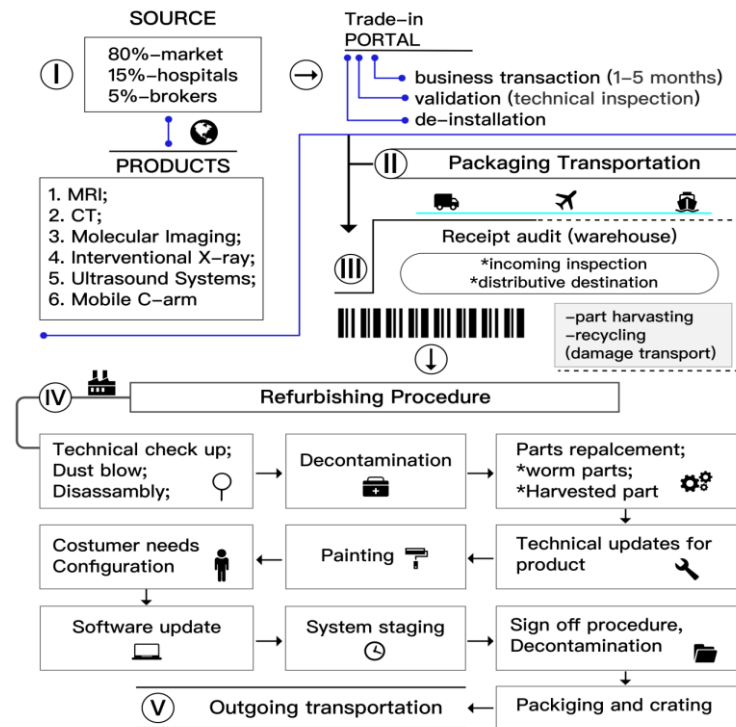 SOURCE
I
80%–market
15%–hospitals
5%–brokers
Trade-in
PORTAL
business transaction (1–5 months)
validation (technical inspection)
de-installation
PRODUCTS
1. MRI;
2. CT;
3. Molecular Imaging;
4. Interventional X-ray;
5. Ultrasound Systems;
6. Mobile C-arm
II
Packaging Transportation
III
Receipt audit (warehouse)
*incoming inspection
*distributive destination
–part harvasting
–recycling
(damage transport)
IV
Refurbishing Procedure
Technical check up;
Dust blow;
Disassambly;
Decontamination
Parts repalcement;
*worm parts;
*Harvested part
Costumer needs
Configuration
Painting
Technical updates for
product
Software update
System staging
Sign off procedure,
Decontamination
V
Outgoing transportation
Packiging and crating